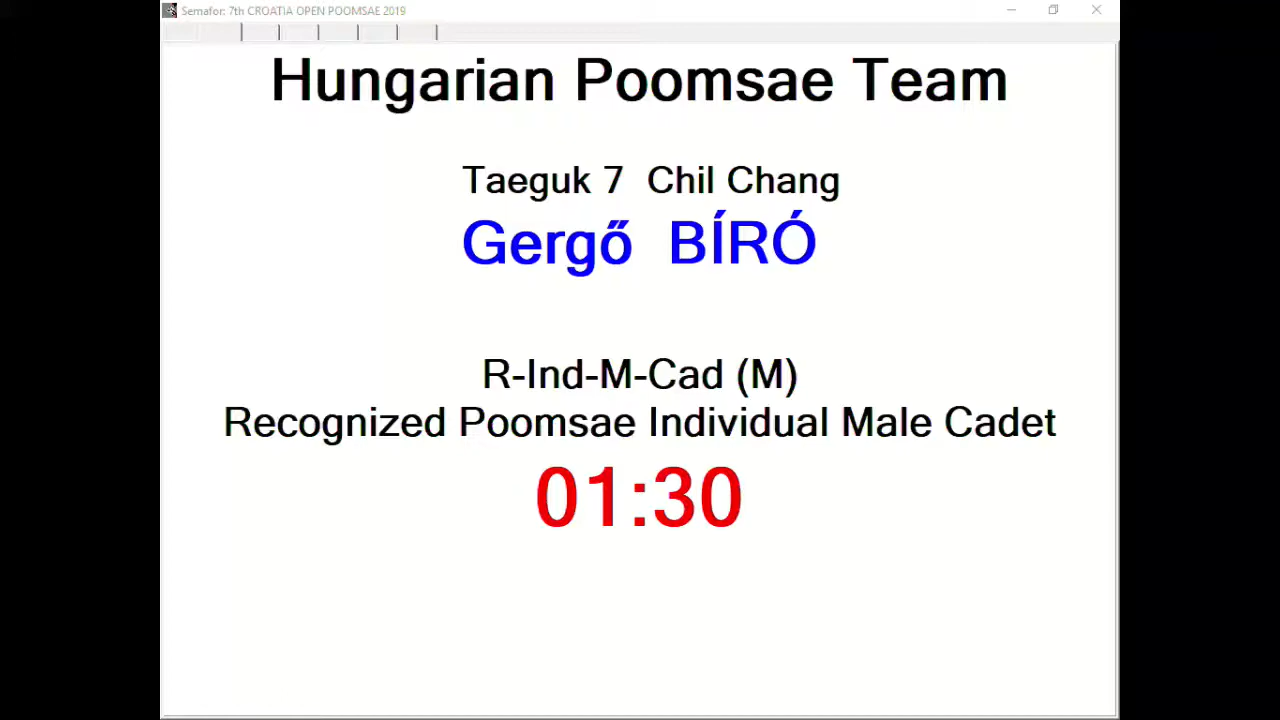 Semafor: 7th CROATIA OPEN POOMSAE 2019
Hungarian Poomsae Team
Taeguk 7 Chil Chang
Gergő BÍRÓ
R-Ind-M-Cad (M)
Recognized Poomsae Individual Male Cadet
01:30